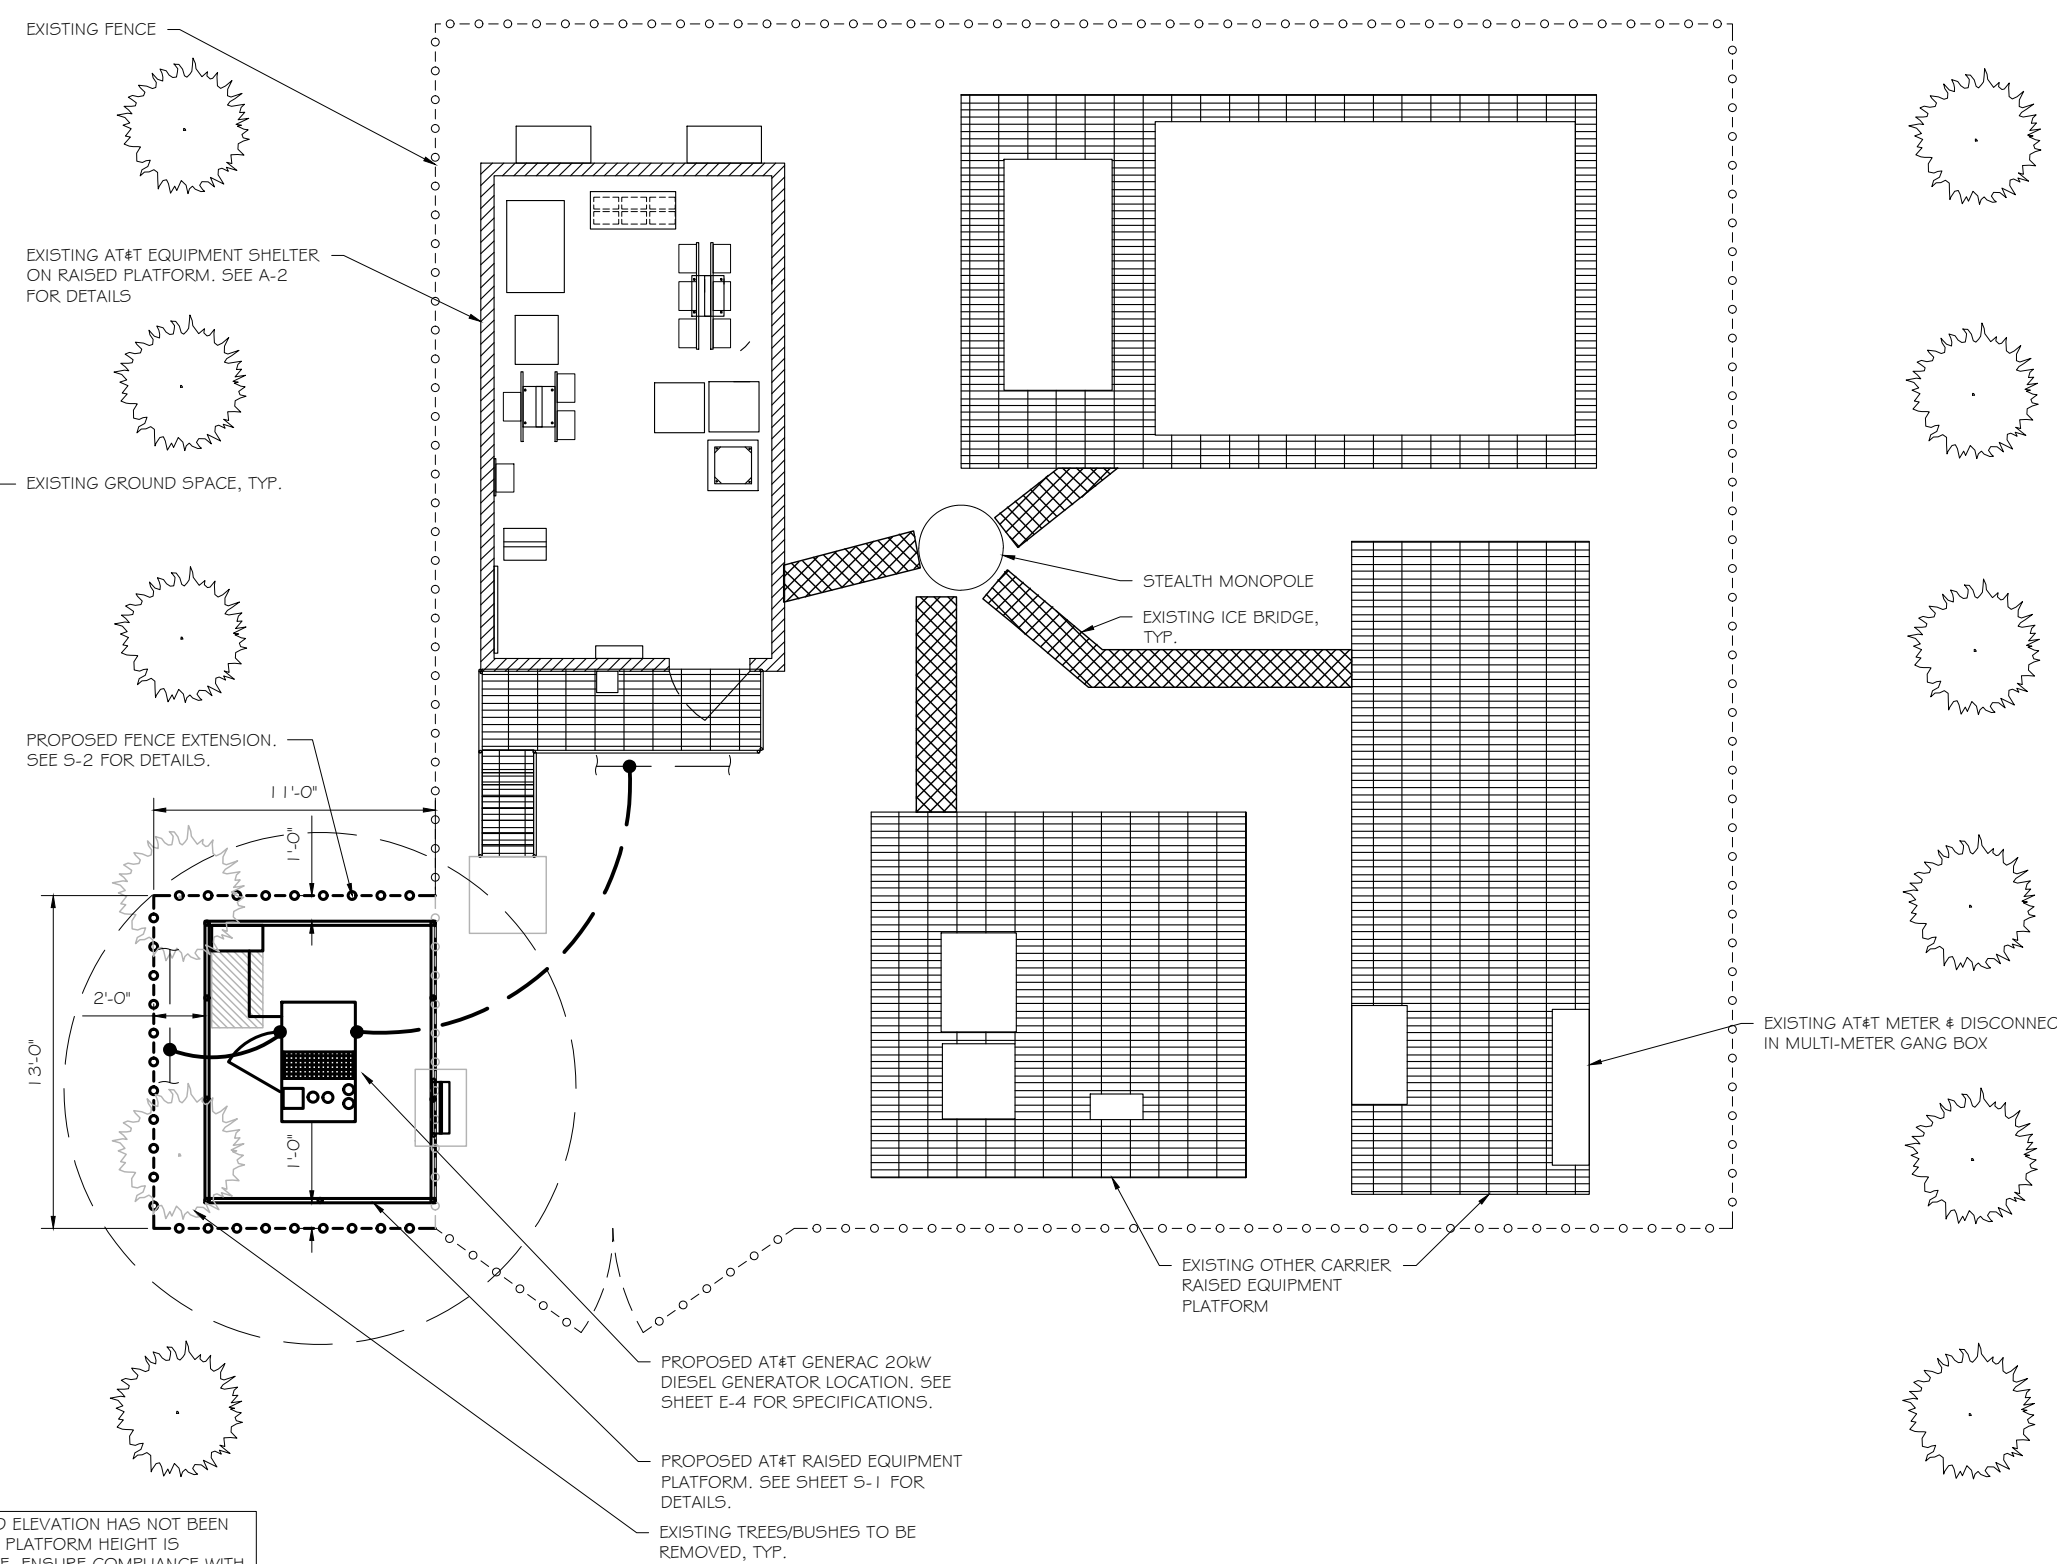 EXISTING FENCE
EXISTING AT&T EQUIPMENT SHELTER
ON RAISED PLATFORM. SEE A-2
FOR DETAILS
EXISTING GROUND SPACE, TYP.
STEALTH MONOPOLE
EXISTING ICE BRIDGE,
TYP.
PROPOSED FENCE EXTENSION.
SEE S-2 FOR DETAILS.
11'-0"
1'-0"
2'-0"
13'-0"
1'-0"
EXISTING AT&T METER & DISCONNEC
IN MULTI-METER GANG BOX
EXISTING OTHER CARRIER
RAISED EQUIPMENT
PLATFORM
PROPOSED AT&T GENERAC 20kW
DIESEL GENERATOR LOCATION. SEE
SHEET E-4 FOR SPECIFICATIONS.
PROPOSED AT&T RAISED EQUIPMENT
PLATFORM. SEE SHEET S-1 FOR
DETAILS.
EXISTING TREES/BUSHES TO BE
REMOVED, TYP.
ELEVATION HAS NOT BEEN
PLATFORM HEIGHT IS
ENSURE COMPLIANCE WITH